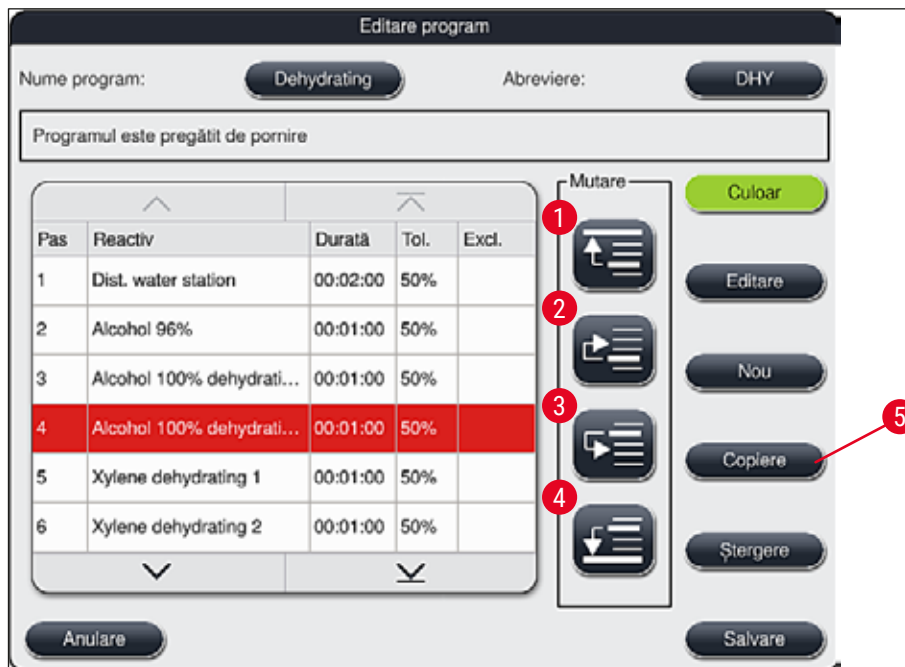 Editare program
Nume program: Dehydrating Abreviere: DHY
Programul este pregătit de pornire
Mutare
Culoar
Pas Reactiv Durată Tol. Excl.
1 Dist. water station 00:02:00 50%
2 Alcohol 96% 00:01:00 50%
3 Alcohol 100% dehydrati... 00:01:00 50%
4 Alcohol 100% dehydrati... 00:01:00 50%
5 Xylene dehydrating 1 00:01:00 50%
6 Xylene dehydrating 2 00:01:00 50%
1
2
3
4
Editare
Nou
Copiere
5
Ștergere
Anulare
Salvare